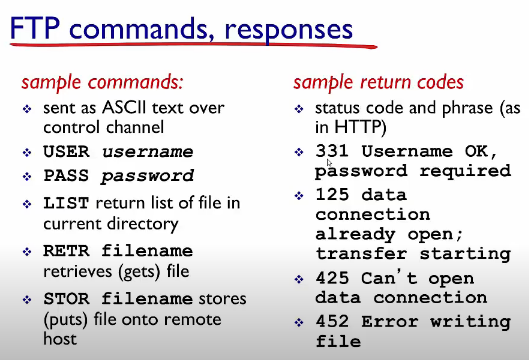 FTP commands, responses
sample commands:
❖ sent as ASCII text over
control channel
❖ USER username
❖ PASS password
❖ LIST return list of file in
current directory
❖ RETR filename
retrieves (gets) file
❖ STOR filename stores
(puts) file onto remote
host
sample return codes
❖ status code and phrase (as
in HTTP)
❖ 331 Username OK,
password required
❖ 125 data
connection
already open;
transfer starting
❖ 425 Can't open
data connection
❖ 452 Error writing
file